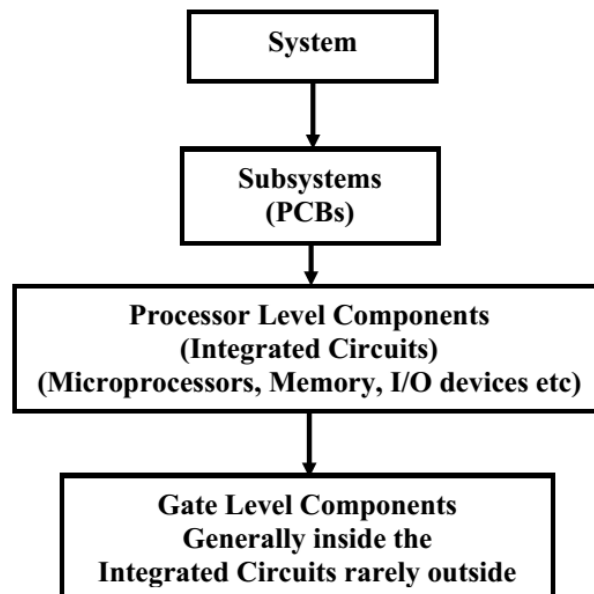 System
Subsystems
(PCBs)
Processor Level Components
(Integrated Circuits)
(Microprocessors, Memory, I/O devices etc)
Gate Level Components
Generally inside the
Integrated Circuits rarely outside